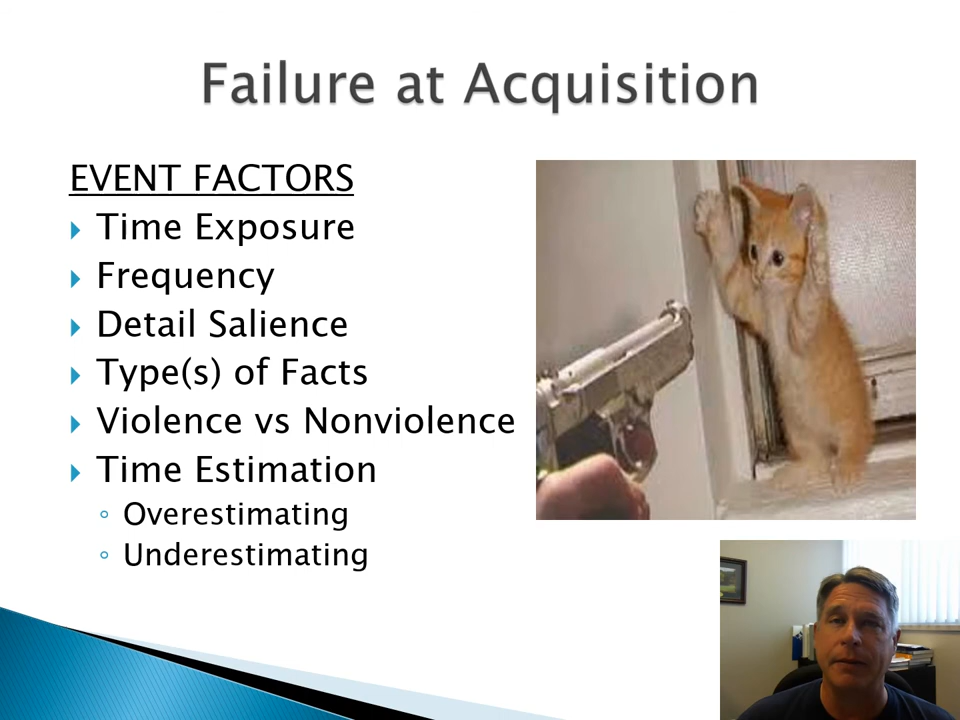 Failure at Acquisition
EVENT FACTORS
Time Exposure
Frequency
Detail Salience
Type(s) of Facts
Violence vs Nonviolence
Time Estimation
Overestimating
Underestimating